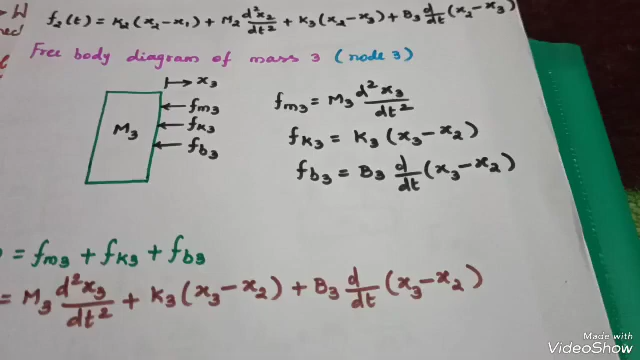 f₂(t) = K₂(x₂-x₁) + M₂ d²x₂/dt² + K₃(x₂-x₃) + B₃ d/dt (x₂-x₃)
Free body diagram of mass 3 (node 3)
x₃
fm₃
M₃
fK₃
fb₃
fm₃ = M₃ d²x₃/dt²
fK₃ = K₃ (x₃-x₂)
fb₃ = B₃ d/dt (x₃-x₂)
= fm₃ + fK₃ + fb₃
= M₃ d²x₃/dt² + K₃(x₃-x₂) + B₃ d/dt (x₃-x₂)
Made with
VideoShow